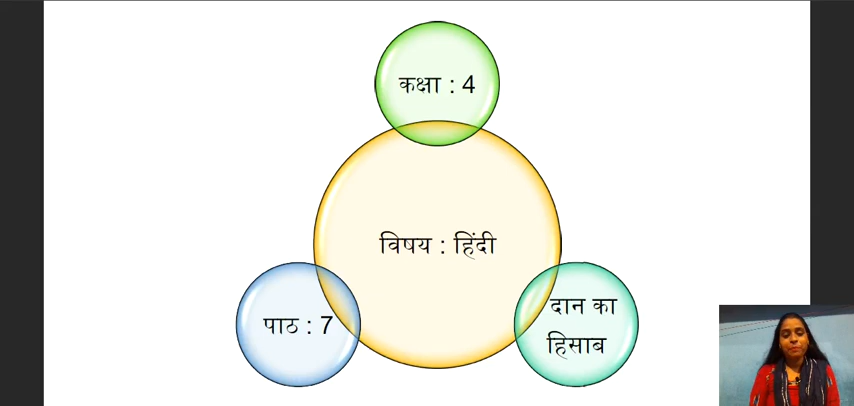 कक्षा : 4
विषय : हिंदी
पाठ : 7
दान का
हिसाब